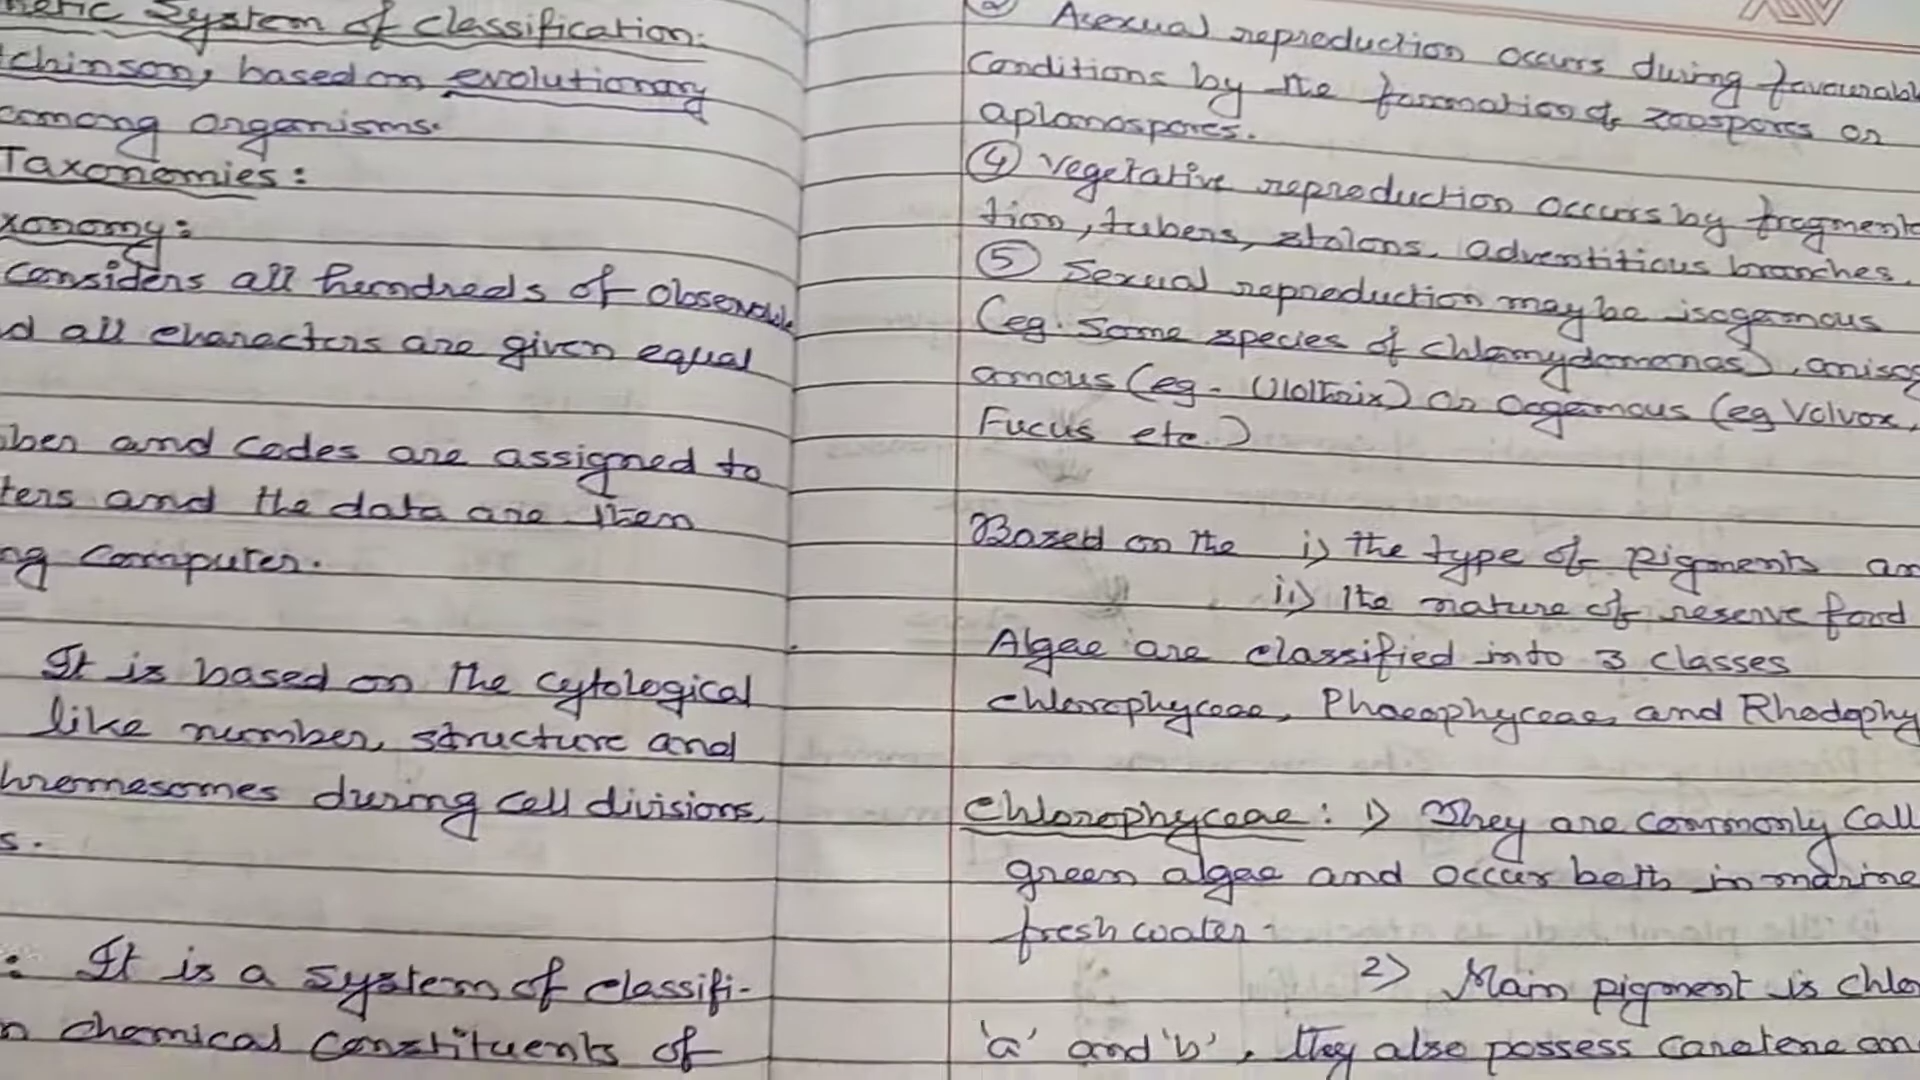 System of classification:
chinson, based on evolutionary
among organisms.
Taxonomies:
xonomy:
considers all hundreds of observable
d all characters are given equal
ber and codes are assigned to
ters and the data are then
ng computer.
It is based on the cytological
like number, structure and
hromosomes during cell divisions
s.
: It is a system of classifi-
n chemical constituents of
Asexual reproduction occurs during favourabl
Conditions by the formation of zoospores or
aplanospores.
④ Vegetative reproduction occurs by fragment
tion, tubers, stolons, adventitious branches.
⑤ Sexual reproduction may be isogamous
(eg. Some species of chlamydomonas), anisog
amous (eg - Ulothrix) or Oogamous (eg Volvox,
Fucus etc.)
Based on the i) the type of pigments an
ii) the nature of reserve food
Algae are classified into 3 classes
Chlorophyceae, Phaeophyceae, and Rhodophy
Chlorophyceae: 1) They are commonly call
green algae and occur both in marine
fresh water.
2) Main pigment is chlo
'a' and 'b', they also possess carotene an